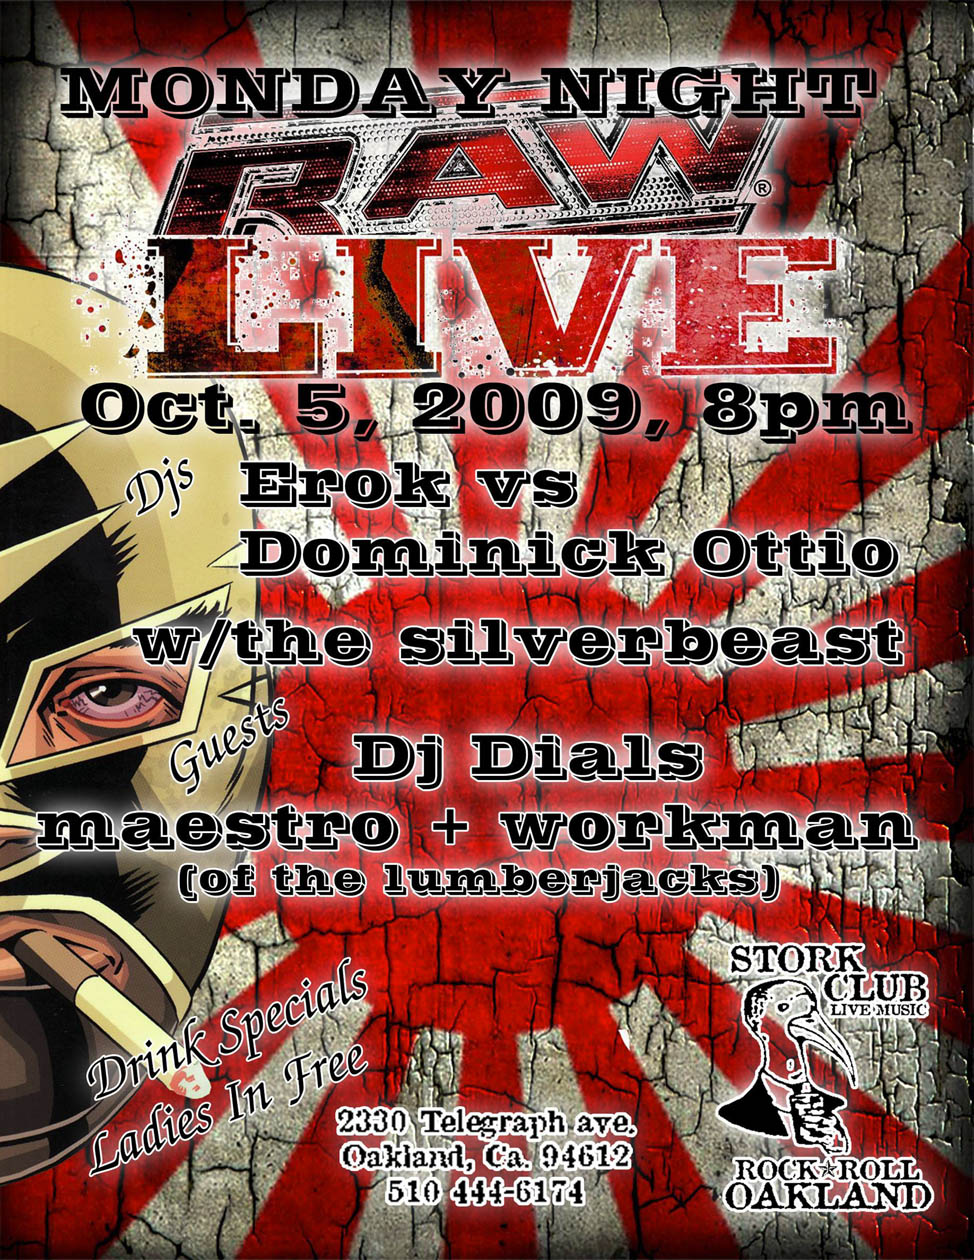 MONDAY NIGHT
RAW®
LIVE
Oct. 5, 2009, 8pm
Djs Erok vs
Dominick Ottio
w/the silverbeast
Guests
Dj Dials
maestro + workman
(of the lumberjacks)
Drink Specials
Ladies In Free
2330 Telegraph ave.
Oakland, Ca. 94612
510 444-6174
STORK
CLUB
LIVE MUSIC
ROCK★ROLL
OAKLAND